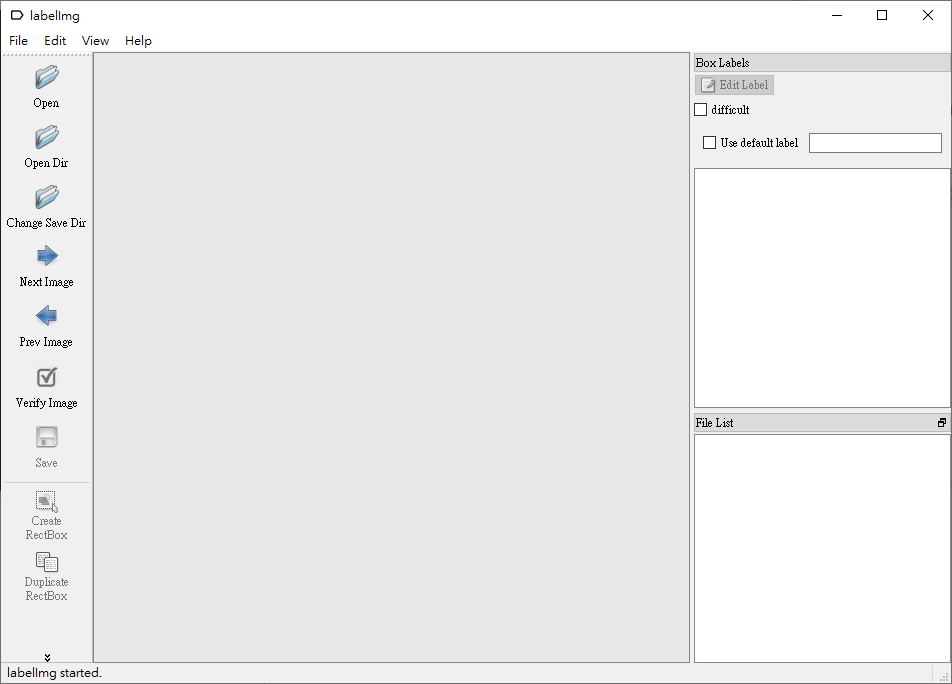 labelImg
File Edit View Help
Open
Open Dir
Change Save Dir
Next Image
Prev Image
Verify Image
Save
Create
RectBox
Duplicate
RectBox
Box Labels
Edit Label
difficult
Use default label
File List
labelImg started.